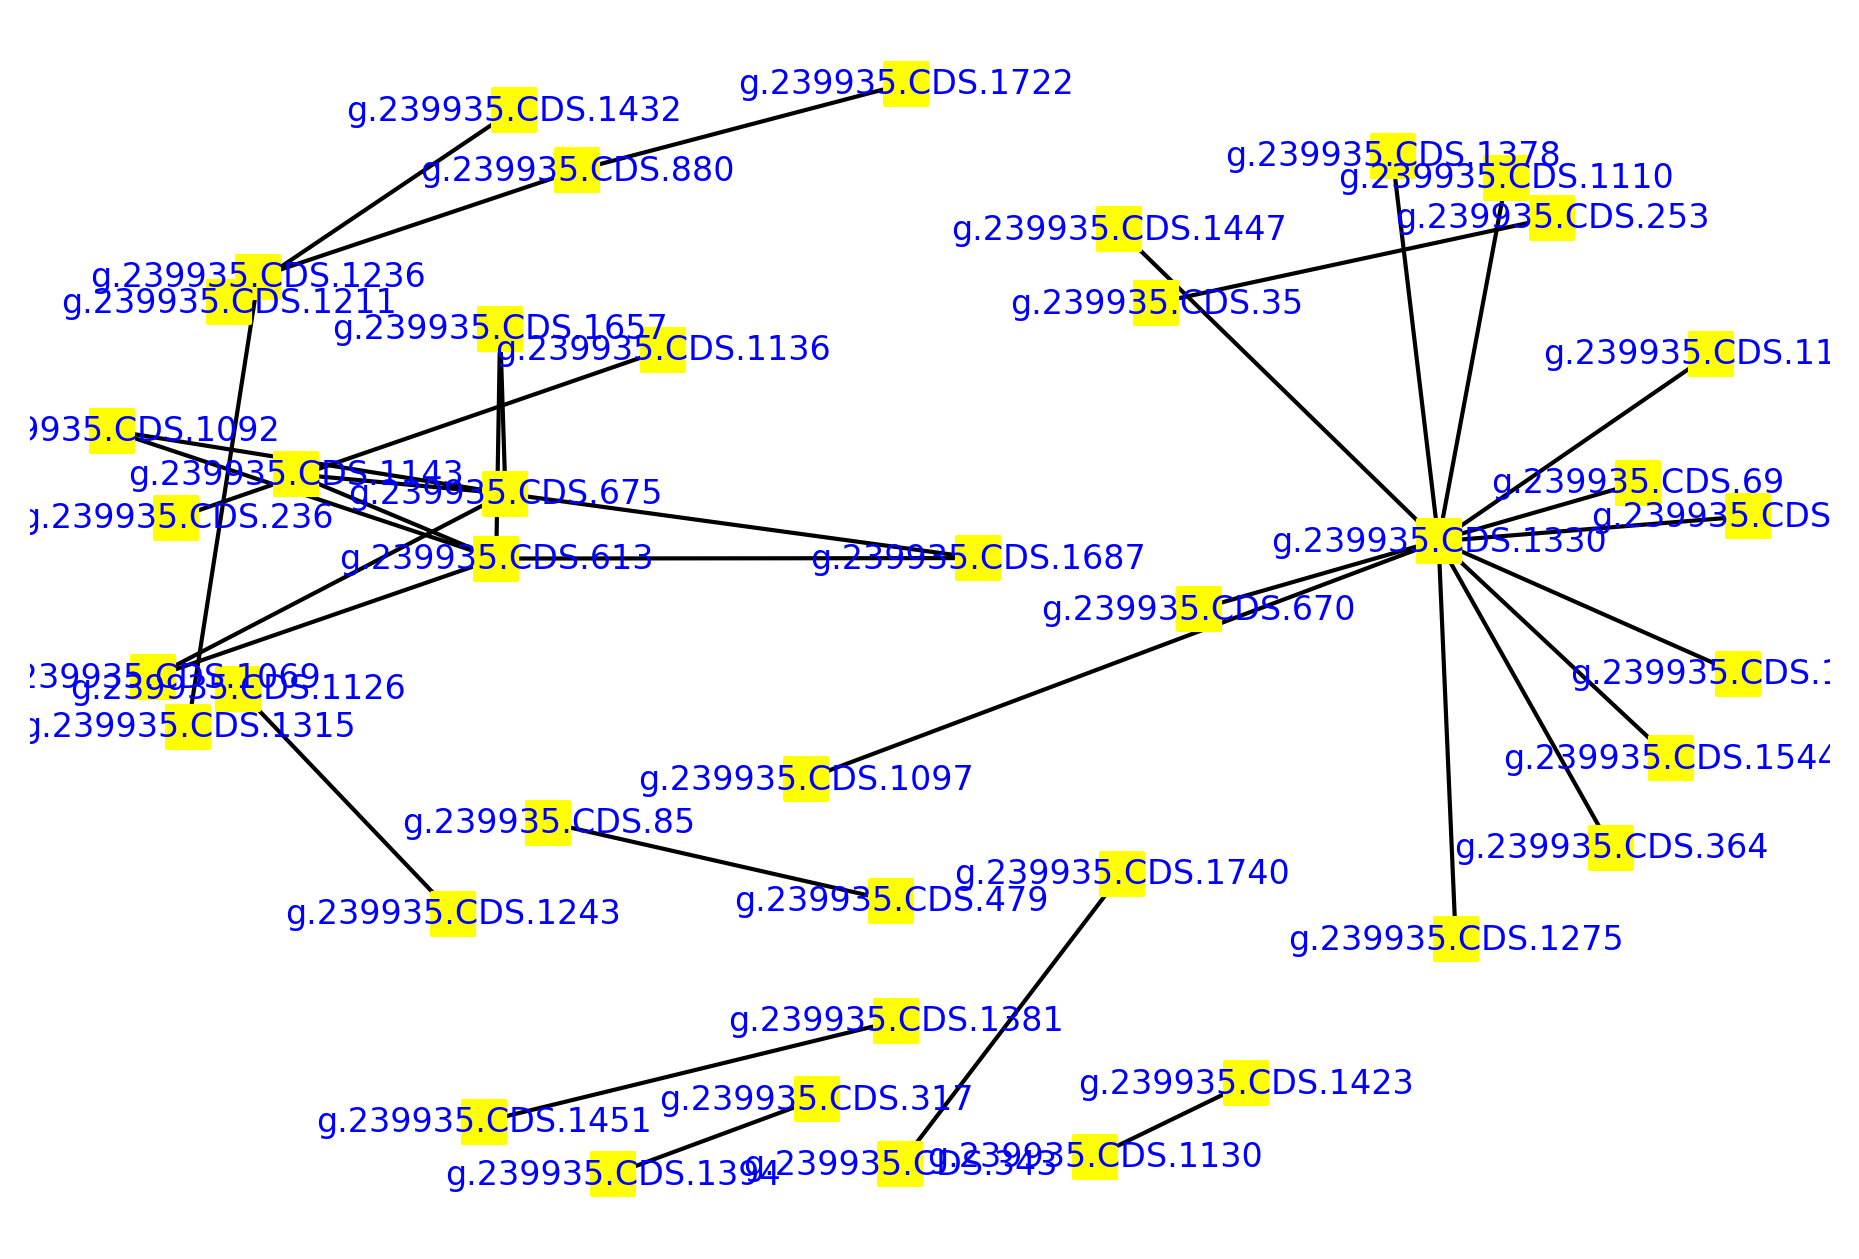 g.239935.CDS.1722
g.239935.CDS.1432
g.239935.CDS.880
g.239935.CDS.1378
g.239935.CDS.1110
g.239935.CDS.253
g.239935.CDS.1447
g.239935.CDS.1236
g.239935.CDS.1211
g.239935.CDS.35
g.239935.CDS.1657
g.239935.CDS.1136
g.239935.CDS.11
9935.CDS.1092
g.239935.CDS.1143
g.239935.CDS.69
g.239935.CDS.675
g.239935.CDS.236
g.239935.CDS
g.239935.CDS.1330
g.239935.CDS.613
g.239935.CDS.1687
g.239935.CDS.670
239935.CDS.1069
g.239935.CDS.1
g.239935.CDS.1126
g.239935.CDS.1315
g.239935.CDS.1544
g.239935.CDS.1097
g.239935.CDS.85
g.239935.CDS.364
g.239935.CDS.1740
g.239935.CDS.479
g.239935.CDS.1243
g.239935.CDS.1275
g.239935.CDS.1381
g.239935.CDS.1423
g.239935.CDS.317
g.239935.CDS.1451
g.239935.CDS.1130
g.239935.CDS.343
g.239935.CDS.1394